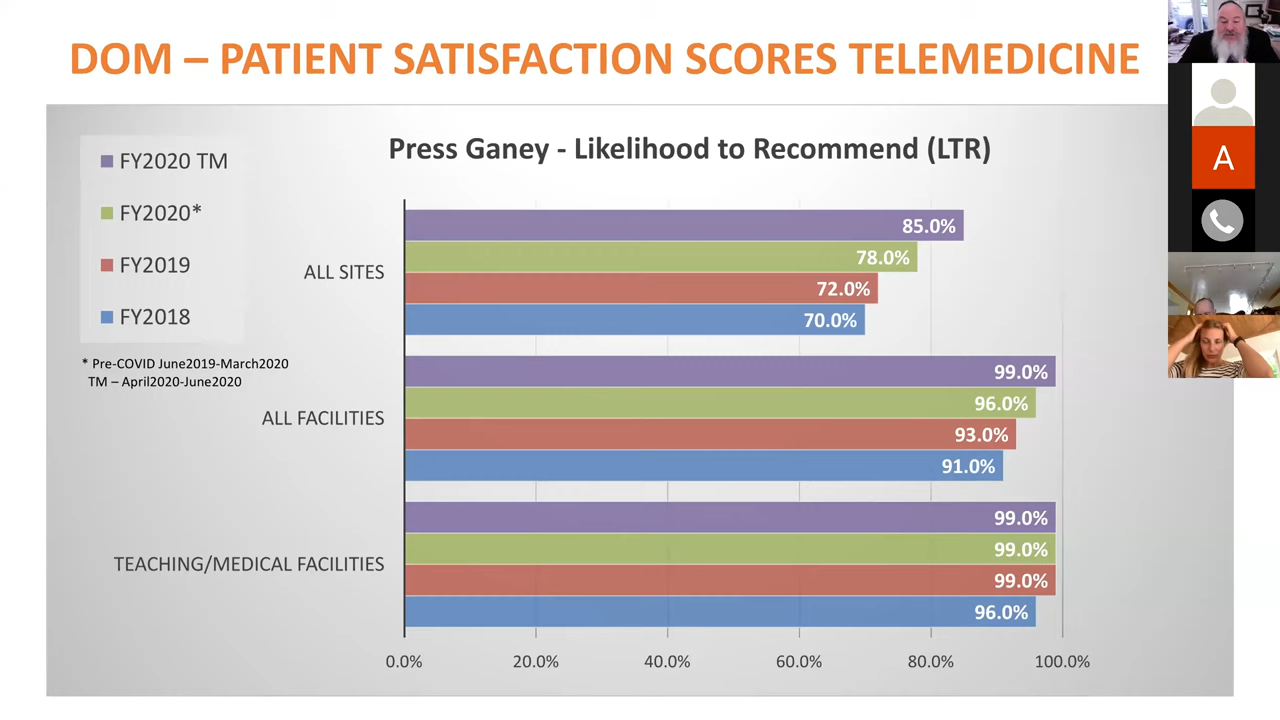 DOM – PATIENT SATISFACTION SCORES TELEMEDICINE
A
Press Ganey - Likelihood to Recommend (LTR)
FY2020 TM
FY2020*
FY2019
FY2018
* Pre-COVID June2019-March2020
TM – April2020-June2020
ALL SITES
85.0%
78.0%
72.0%
70.0%
ALL FACILITIES
99.0%
96.0%
93.0%
91.0%
TEACHING/MEDICAL FACILITIES
99.0%
99.0%
99.0%
96.0%
0.0% 20.0% 40.0% 60.0% 80.0% 100.0%